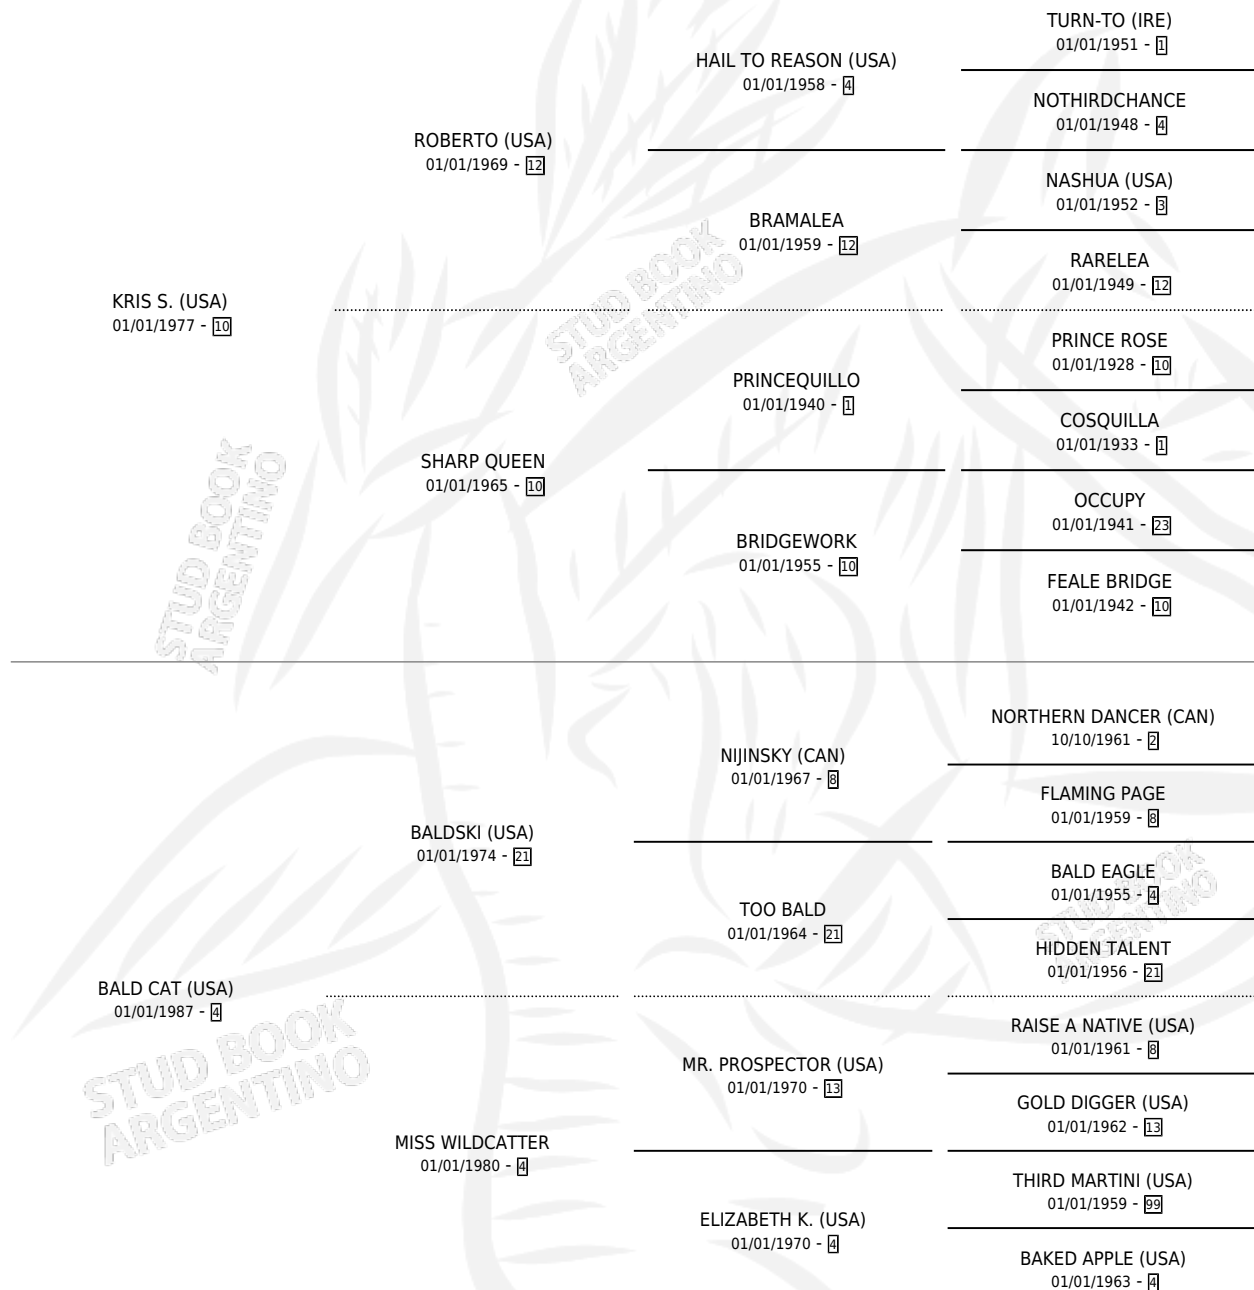 TURN-TO (IRE)
01/01/1951 - 1
HAIL TO REASON (USA)
01/01/1958 - 4
NOTHIRDCHANCE
01/01/1948 - 4
ROBERTO (USA)
01/01/1969 - 12
NASHUA (USA)
01/01/1952 - 3
BRAMALEA
01/01/1959 - 12
RARELEA
01/01/1949 - 12
KRIS S. (USA)
01/01/1977 - 10
STUD BOOK
ARGENTINO
PRINCE ROSE
01/01/1928 - 10
PRINCEQUILLO
01/01/1940 - 1
COSQUILLA
01/01/1933 - 1
SHARP QUEEN
01/01/1965 - 10
OCCUPY
01/01/1941 - 23
BRIDGEWORK
01/01/1955 - 10
FEALE BRIDGE
01/01/1942 - 10
STUD BOOK
ARGENTINO
NORTHERN DANCER (CAN)
10/10/1961 - 2
NIJINSKY (CAN)
01/01/1967 - 8
FLAMING PAGE
01/01/1959 - 8
BALDSKI (USA)
01/01/1974 - 21
BALD EAGLE
01/01/1955 - 4
TOO BALD
01/01/1964 - 21
HIDDEN TALENT
01/01/1956 - 21
STUD BOOK
ARGENTINO
BALD CAT (USA)
01/01/1987 - 4
RAISE A NATIVE (USA)
01/01/1961 - 8
MR. PROSPECTOR (USA)
01/01/1970 - 13
GOLD DIGGER (USA)
01/01/1962 - 13
STUD BOOK
ARGENTINO
MISS WILDCATTER
01/01/1980 - 4
THIRD MARTINI (USA)
01/01/1959 - 99
ELIZABETH K. (USA)
01/01/1970 - 4
BAKED APPLE (USA)
01/01/1963 - 4